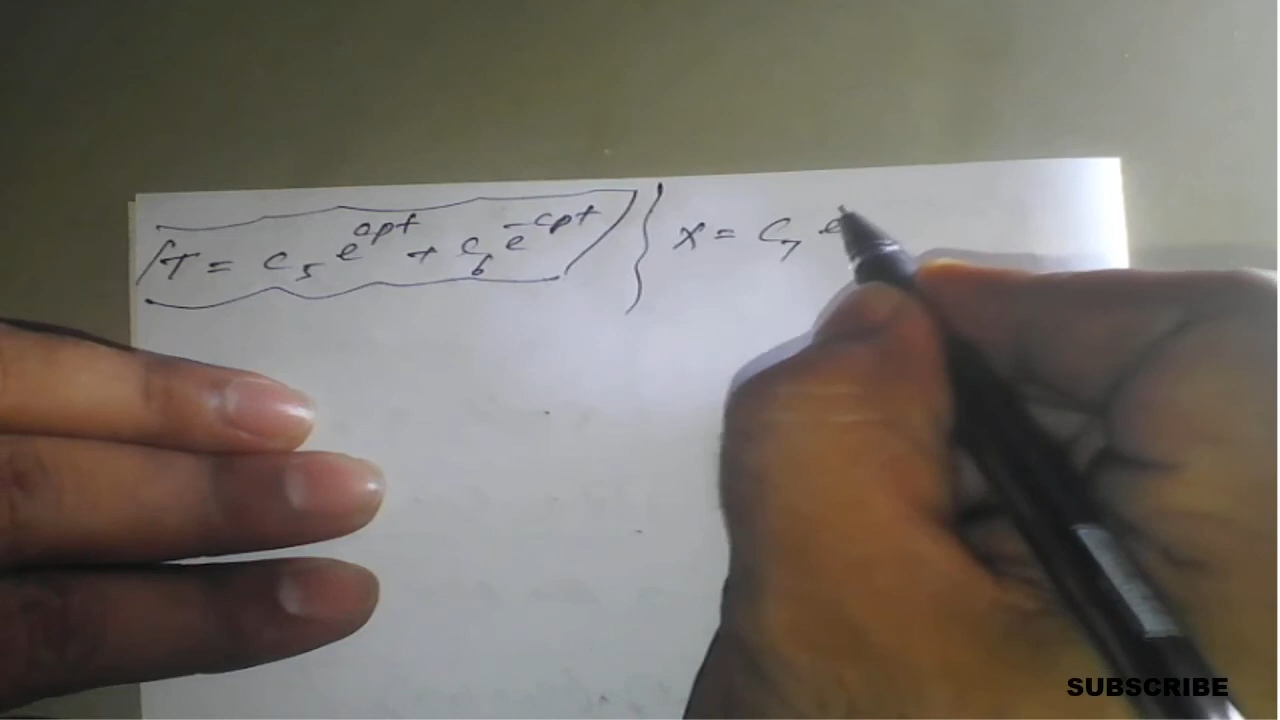 T = c₅ e^cpt + c₆ e^-cpt } X = C₇ e
SUBSCRIBE